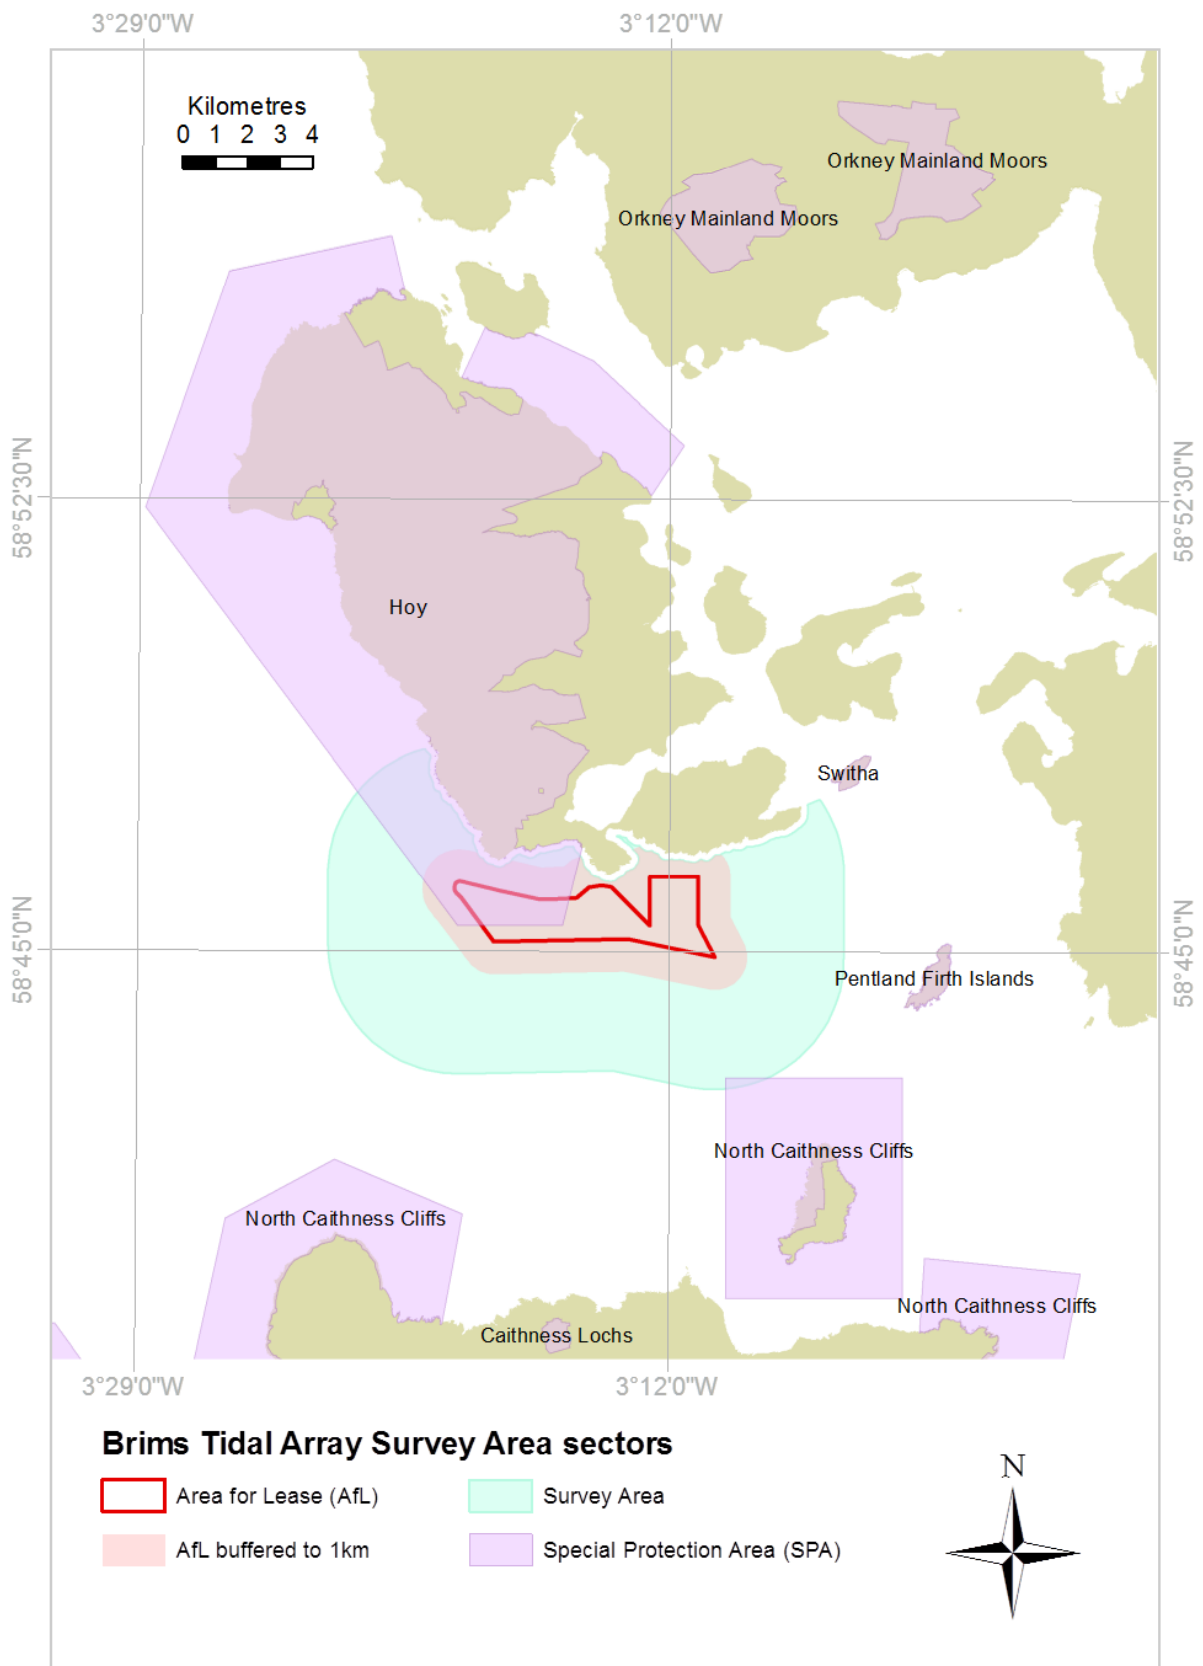 3°29'0"W 3°12'0"W
Kilometres
0 1 2 3 4
Orkney Mainland Moors
Orkney Mainland Moors
58°52'30"N 58°52'30"N
Hoy
Switha
58°45'0"N 58°45'0"N
Pentland Firth Islands
North Caithness Cliffs
North Caithness Cliffs
North Caithness Cliffs
Caithness Lochs
3°29'0"W 3°12'0"W
Brims Tidal Array Survey Area sectors
N
Area for Lease (AfL) Survey Area
AfL buffered to 1km Special Protection Area (SPA)